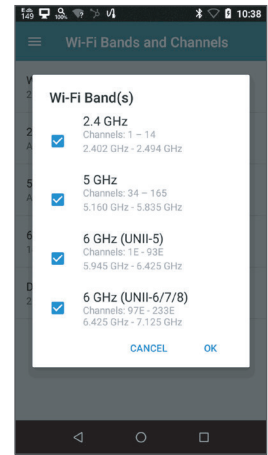 149 100% 10:38
Wi-Fi Bands and Channels
Wi-Fi Band(s)
2.4 GHz
Channels: 1 – 14
2.402 GHz - 2.494 GHz
5 GHz
Channels: 34 – 165
5.160 GHz - 5.835 GHz
6 GHz (UNII-5)
Channels: 1E - 93E
5.945 GHz - 6.425 GHz
6 GHz (UNII-6/7/8)
Channels: 97E - 233E
6.425 GHz - 7.125 GHz
CANCEL OK